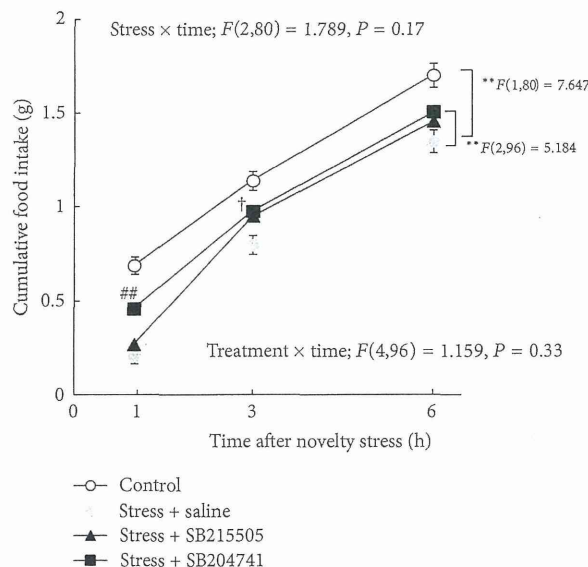 2
Stress × time; F(2,80) = 1.789, P = 0.17
**F(1,80) = 7.647
1.5
**F(2,96) = 5.184
Cumulative food intake (g)
†
1
##
0.5
Treatment × time; F(4,96) = 1.159, P = 0.33
0
0 1 3 6
Time after novelty stress (h)
Control
Stress + saline
Stress + SB215505
Stress + SB204741